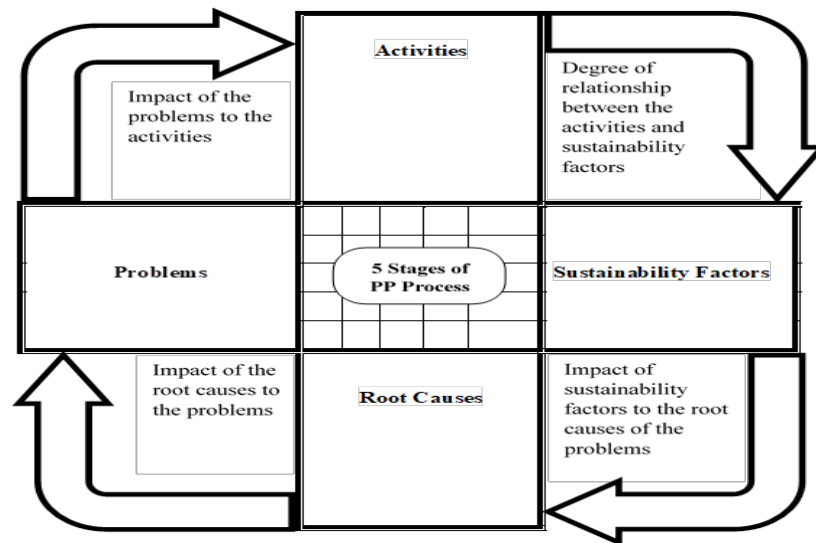 Activities
Impact of the
problems to the
activities
Degree of
relationship
between the
activities and
sustainability
factors
Problems
5 Stages of
PP Process
Sustainability Factors
Impact of the
root causes to
the problems
Root Causes
Impact of
sustainability
factors to the root
causes of the
problems